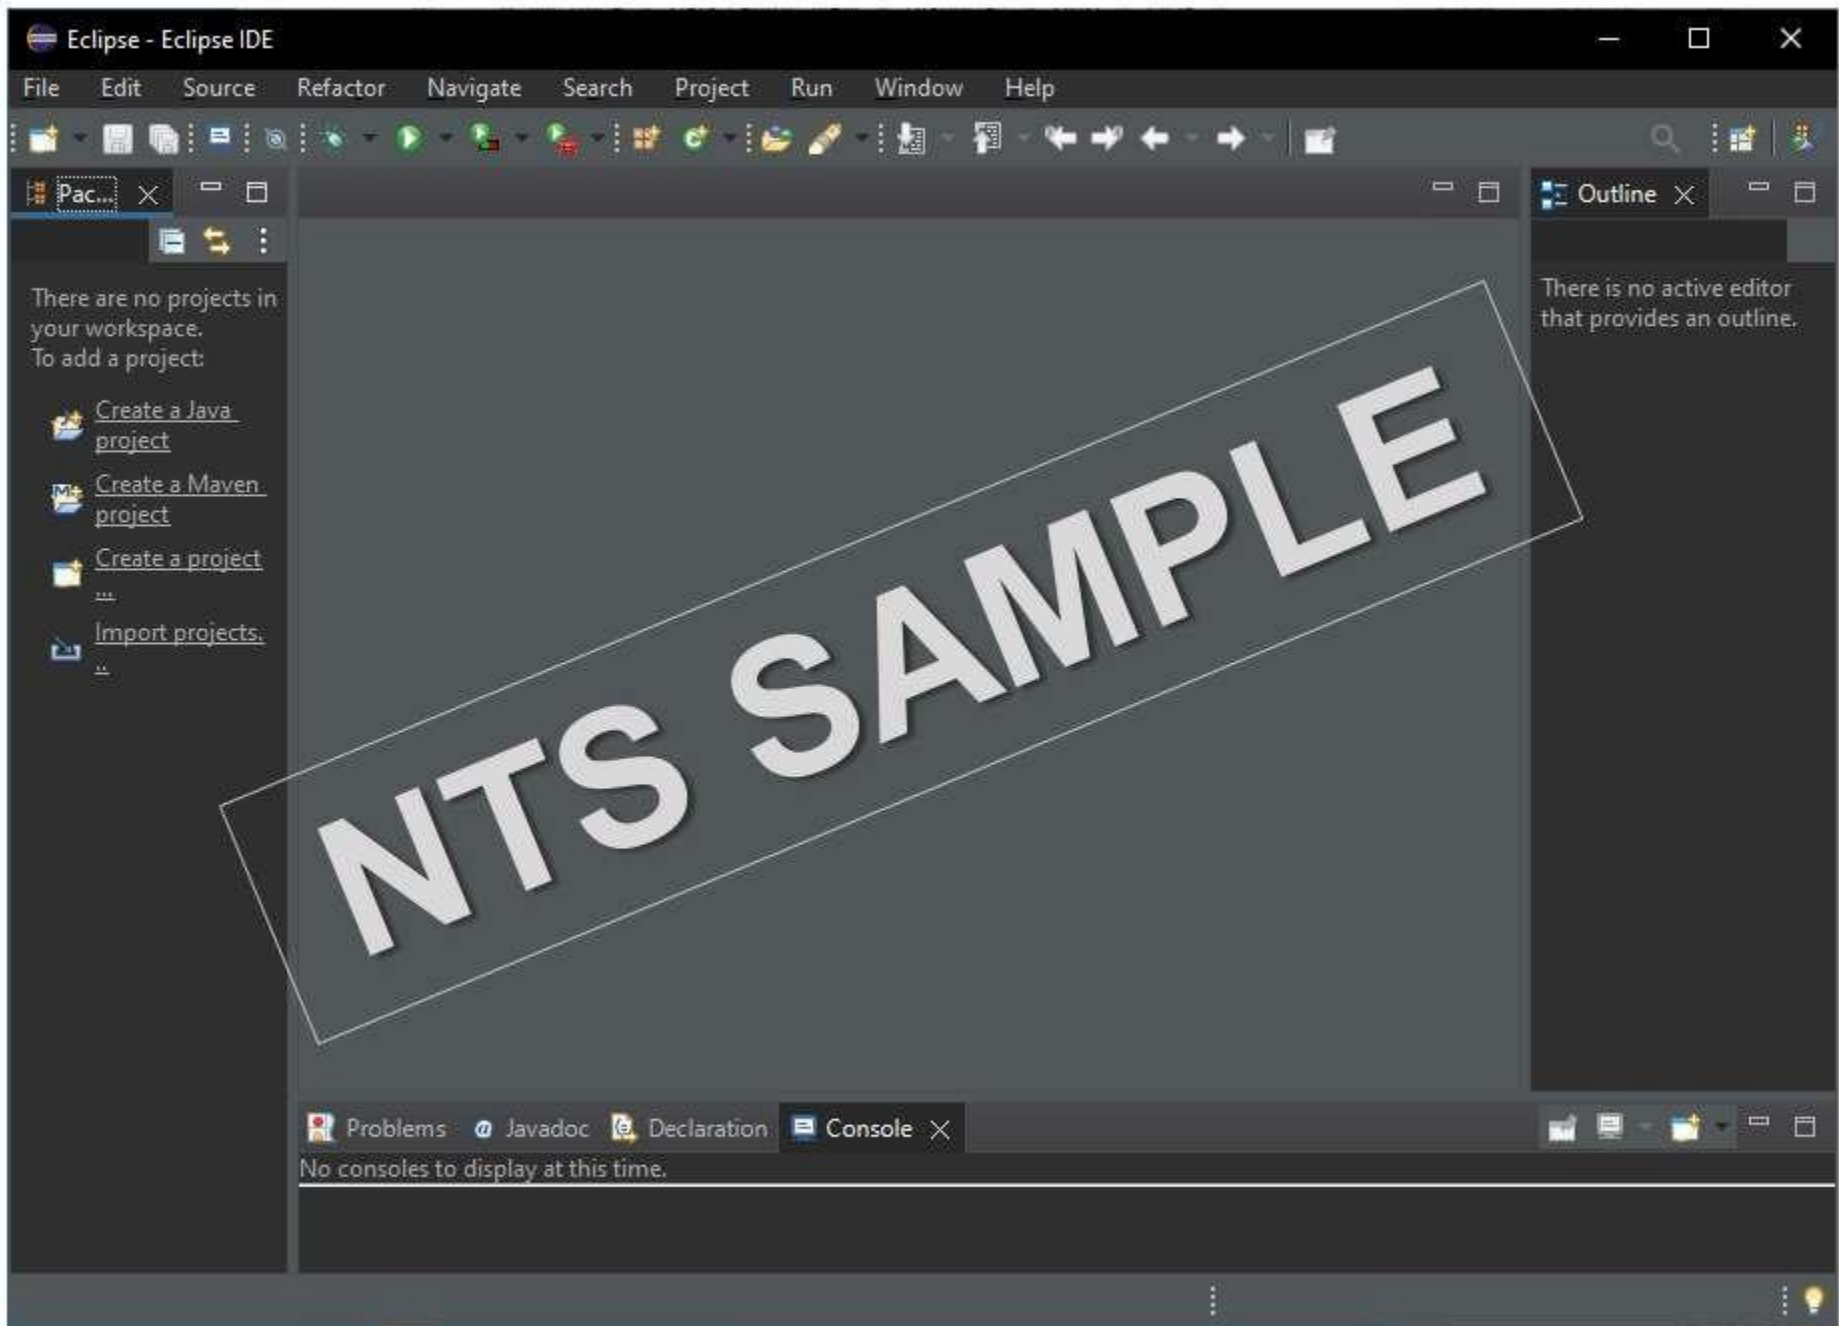 Eclipse - Eclipse IDE
File Edit Source Refactor Navigate Search Project Run Window Help
Pac...
Outline
There are no projects in
your workspace.
To add a project:
Create a Java
project
Create a Maven
project
Create a project
...
Import projects.
..
There is no active editor
that provides an outline.
NTS SAMPLE
Problems Javadoc Declaration Console
No consoles to display at this time.